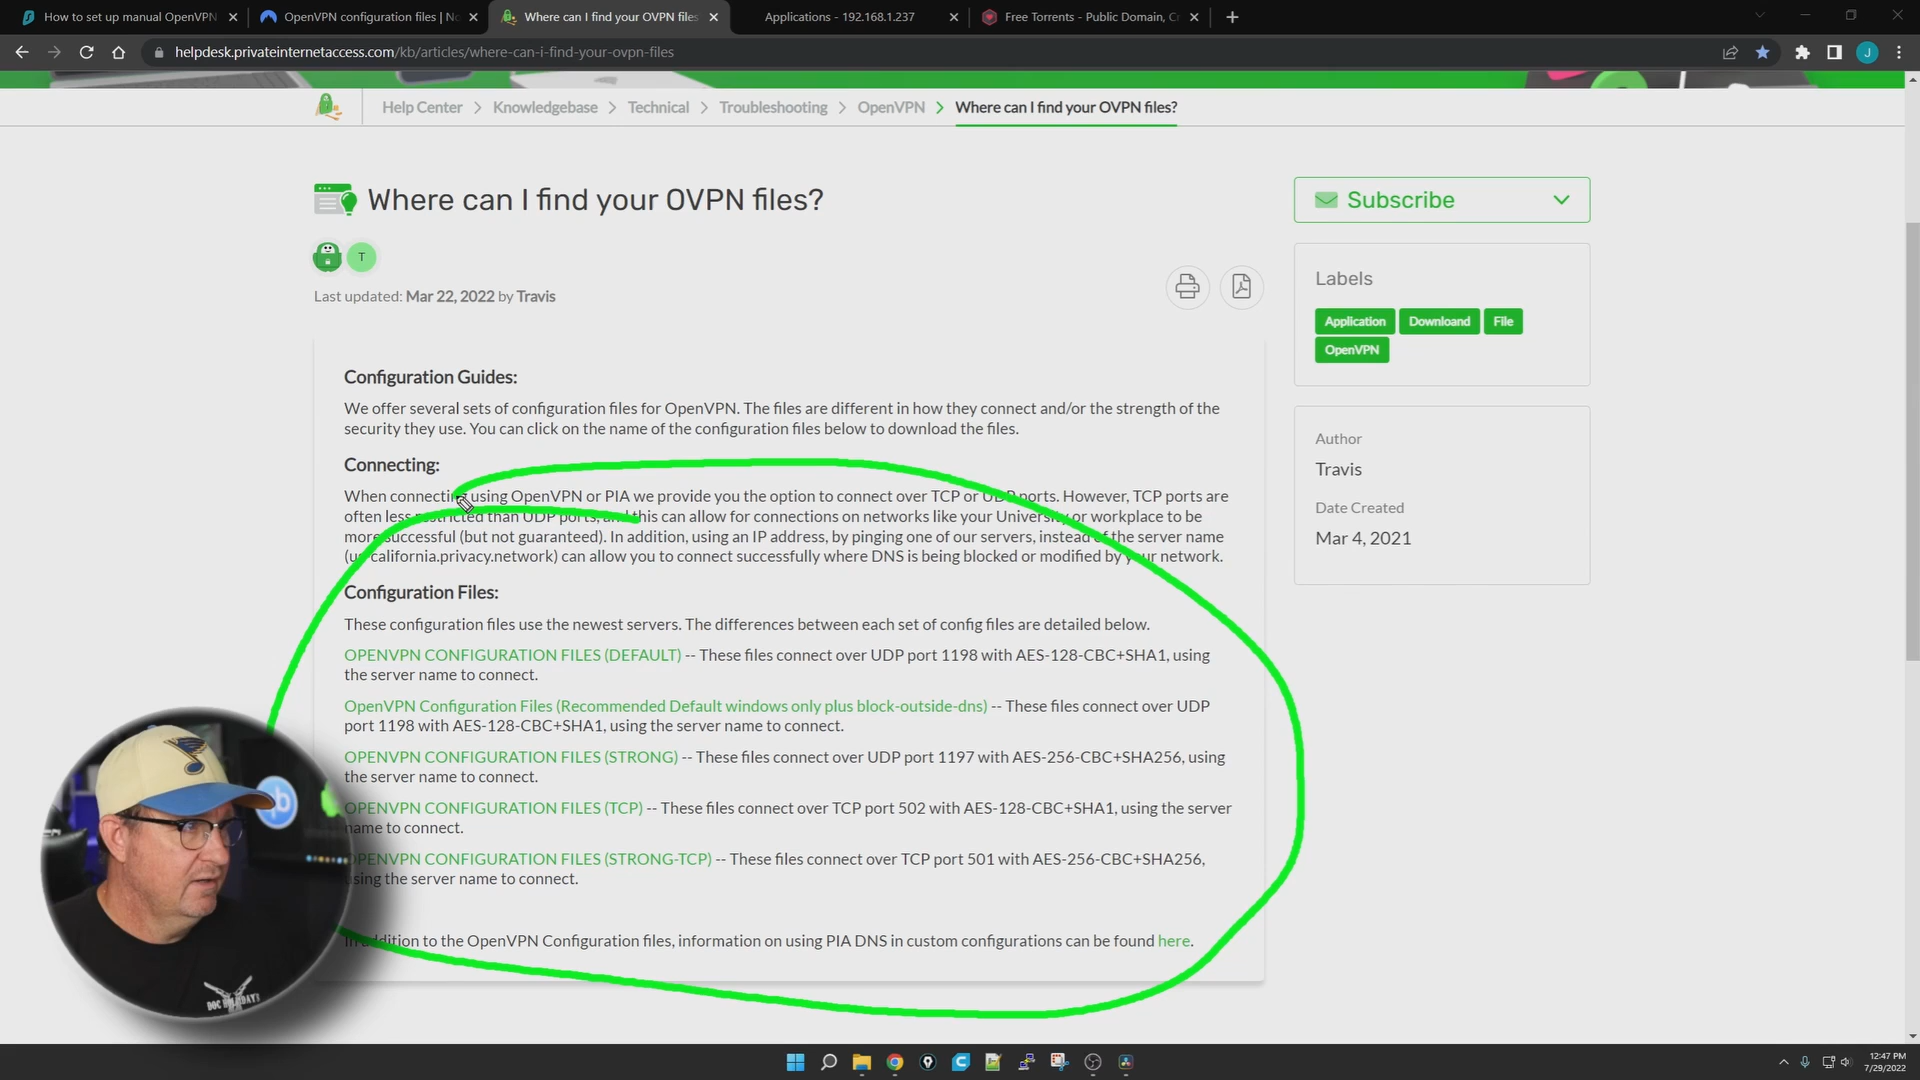 How to set up manual OpenVPN
OpenVPN configuration files | No
Where can I find your OVPN files
Applications - 192.168.1.237
Free Torrents - Public Domain, Cr
helpdesk.privateinternetaccess.com/kb/articles/where-can-i-find-your-ovpn-files
J
Help Center > Knowledgebase > Technical > Troubleshooting > OpenVPN > Where can I find your OVPN files?
Where can I find your OVPN files?
Subscribe
T
Last updated: Mar 22, 2022 by Travis
Labels
Application Downloand File
OpenVPN
Configuration Guides:
We offer several sets of configuration files for OpenVPN. The files are different in how they connect and/or the strength of the
security they use. You can click on the name of the configuration files below to download the files.
Author
Travis
Date Created
Mar 4, 2021
Connecting:
When connecting using OpenVPN or PIA we provide you the option to connect over TCP or UDP ports. However, TCP ports are
often less restricted than UDP ports, and this can allow for connections on networks like your University or workplace to be
more successful (but not guaranteed). In addition, using an IP address, by pinging one of our servers, instead of the server name
(us-california.privacy.network) can allow you to connect successfully where DNS is being blocked or modified by your network.
Configuration Files:
These configuration files use the newest servers. The differences between each set of config files are detailed below.
OPENVPN CONFIGURATION FILES (DEFAULT) -- These files connect over UDP port 1198 with AES-128-CBC+SHA1, using
the server name to connect.
OpenVPN Configuration Files (Recommended Default windows only plus block-outside-dns) -- These files connect over UDP
port 1198 with AES-128-CBC+SHA1, using the server name to connect.
OPENVPN CONFIGURATION FILES (STRONG) -- These files connect over UDP port 1197 with AES-256-CBC+SHA256, using
the server name to connect.
OPENVPN CONFIGURATION FILES (TCP) -- These files connect over TCP port 502 with AES-128-CBC+SHA1, using the server
name to connect.
OPENVPN CONFIGURATION FILES (STRONG-TCP) -- These files connect over TCP port 501 with AES-256-CBC+SHA256,
using the server name to connect.
In addition to the OpenVPN Configuration files, information on using PIA DNS in custom configurations can be found here.
DOC HOLIDAYS
12:47 PM
7/29/2022